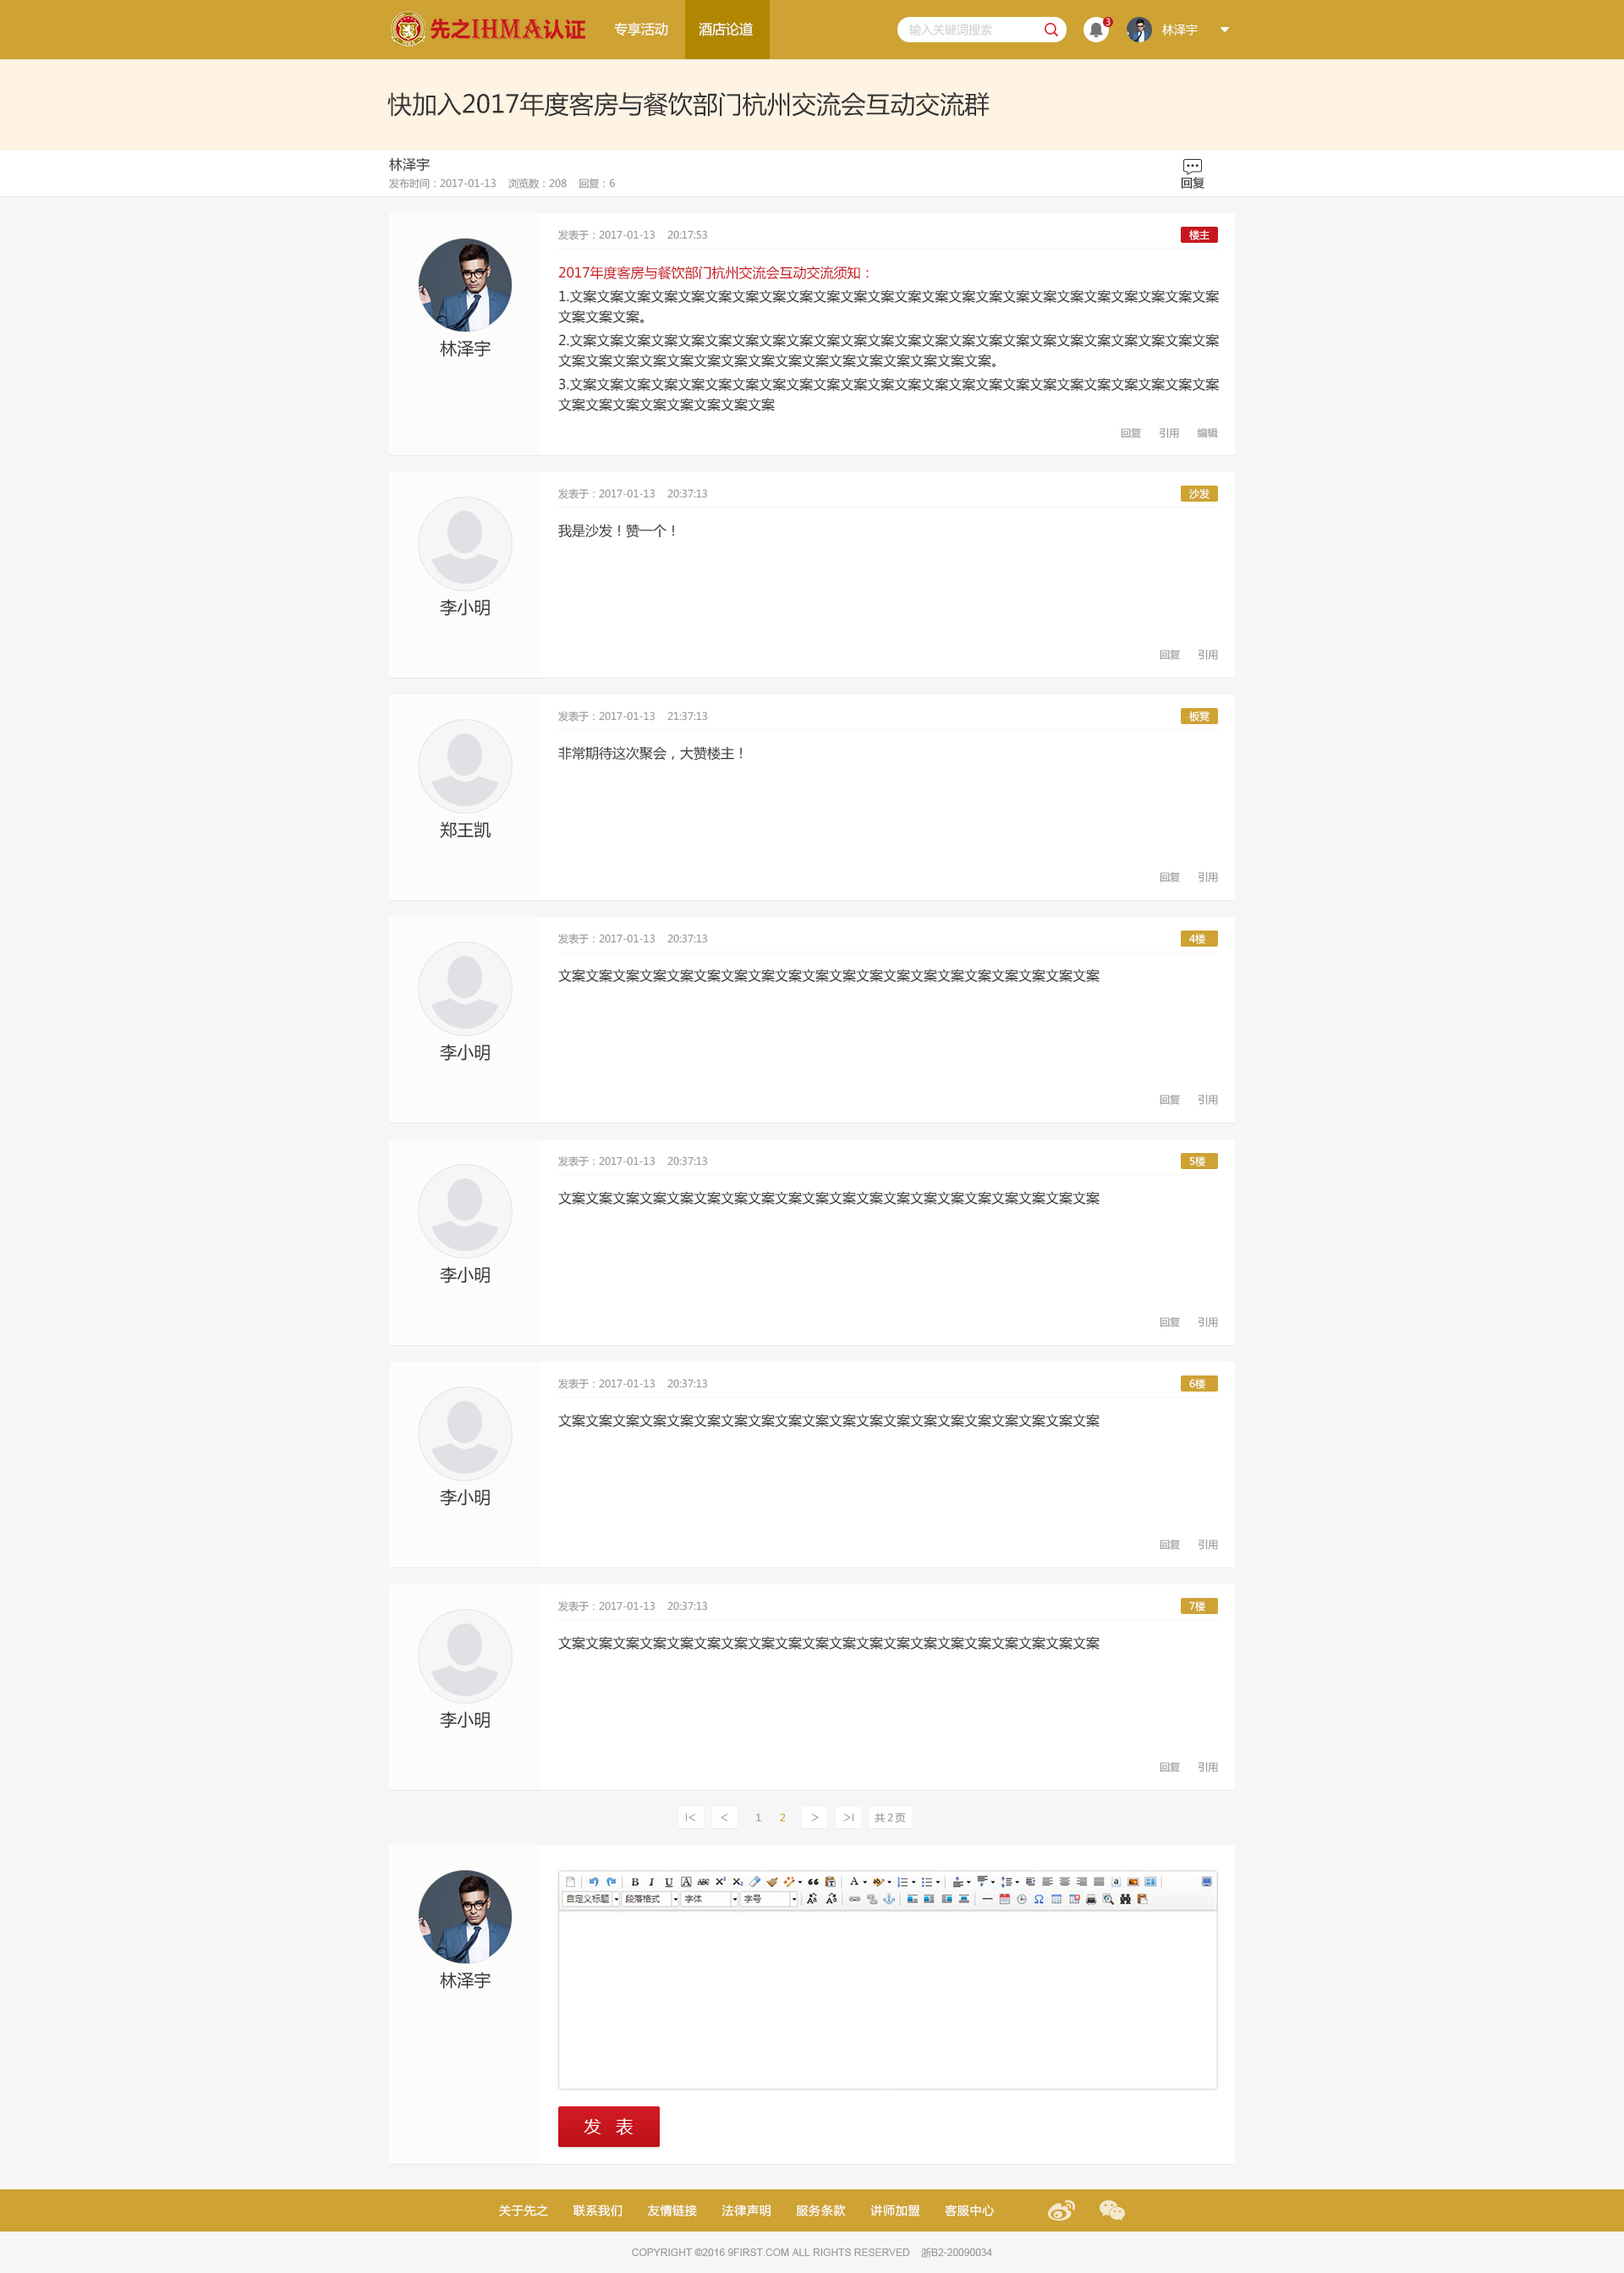 先之IHMA认证
专享活动
酒店论道
输入关键词搜索
3
林泽宇
快加入2017年度客房与餐饮部门杭州交流会互动交流群
林泽宇
发布时间：2017-01-13 浏览数：208 回复：6
回复
林泽宇
发表于：2017-01-13 20:17:53
楼主
2017年度客房与餐饮部门杭州交流会互动交流须知：
1.文案文案文案文案文案文案文案文案文案文案文案文案文案文案文案文案文案文案文案文案文案文案文案文案
文案文案文案。
2.文案文案文案文案文案文案文案文案文案文案文案文案文案文案文案文案文案文案文案文案文案文案文案文案
文案文案文案文案文案文案文案文案文案文案文案文案文案文案文案文案。
3.文案文案文案文案文案文案文案文案文案文案文案文案文案文案文案文案文案文案文案文案文案文案文案文案
文案文案文案文案文案文案文案文案
回复 引用 编辑
李小明
发表于：2017-01-13 20:37:13
沙发
我是沙发！赞一个！
回复 引用
郑王凯
发表于：2017-01-13 21:37:13
板凳
非常期待这次聚会，大赞楼主！
回复 引用
李小明
发表于：2017-01-13 20:37:13
4楼
文案文案文案文案文案文案文案文案文案文案文案文案文案文案文案文案文案文案文案文案
回复 引用
李小明
发表于：2017-01-13 20:37:13
5楼
文案文案文案文案文案文案文案文案文案文案文案文案文案文案文案文案文案文案文案文案
回复 引用
李小明
发表于：2017-01-13 20:37:13
6楼
文案文案文案文案文案文案文案文案文案文案文案文案文案文案文案文案文案文案文案文案
回复 引用
李小明
发表于：2017-01-13 20:37:13
7楼
文案文案文案文案文案文案文案文案文案文案文案文案文案文案文案文案文案文案文案文案
回复 引用
1 2 共2页
林泽宇
自定义标题 段落格式 字体 字号
发 表
关于先之 联系我们 友情链接 法律声明 服务条款 讲师加盟 客服中心
COPYRIGHT ©2016 9FIRST.COM ALL RIGHTS RESERVED 浙B2-20090034